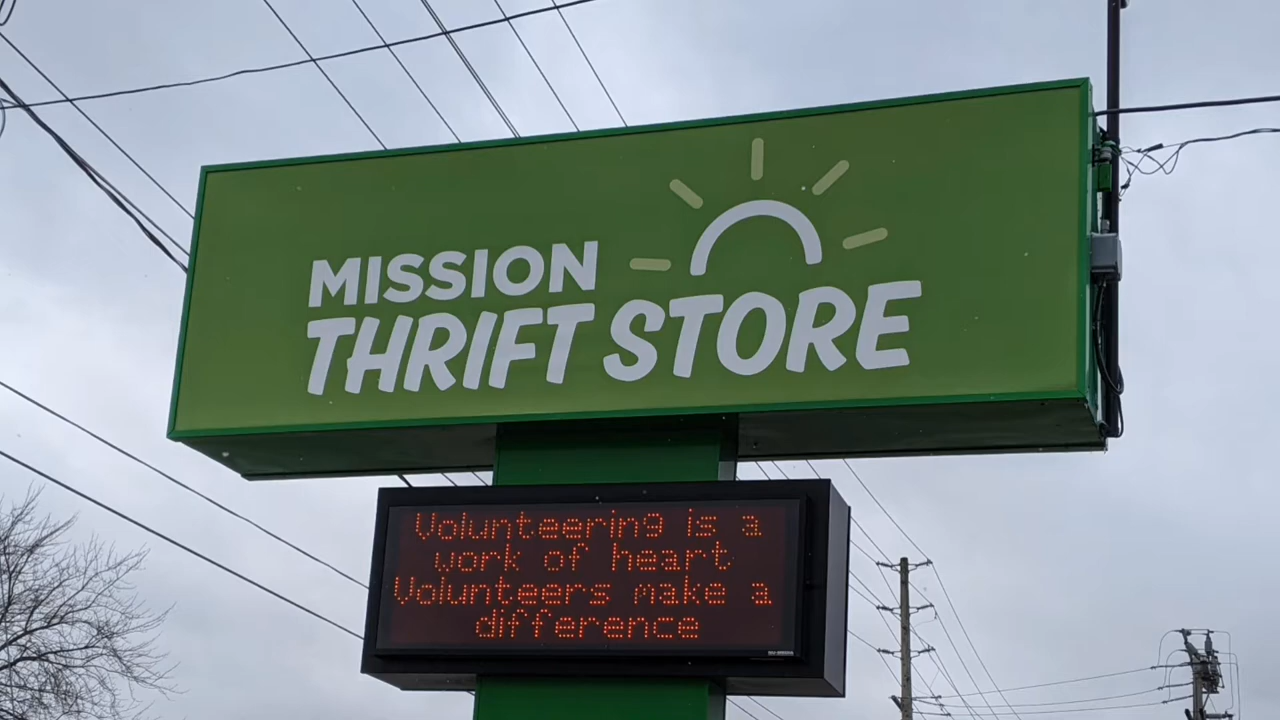 MISSION
THRIFT STORE
Volunteering is a
work of heart
Volunteers make a
difference